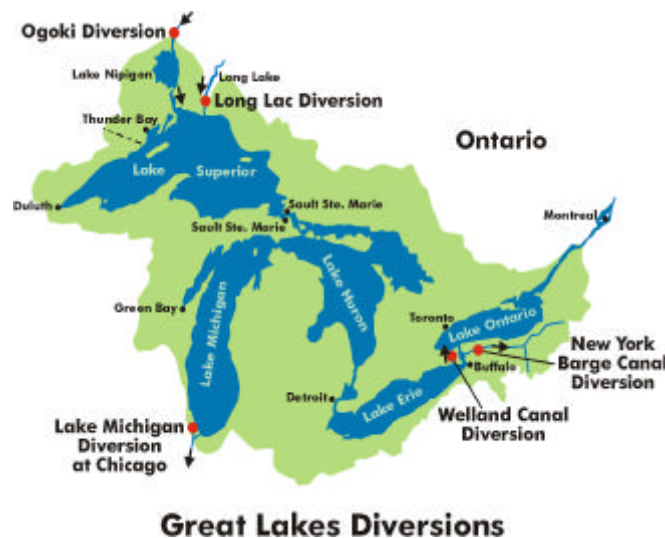 Ogoki Diversion
Lake Nipigon
Long Lake
Long Lac Diversion
Thunder Bay
Ontario
Lake Superior
Duluth
Sault Ste. Marie
Sault Ste. Marie
Montreal
Green Bay
Lake Michigan
Lake Huron
Toronto
Lake Ontario
New York
Barge Canal
Diversion
Buffalo
Detroit
Lake Erie
Welland Canal
Diversion
Lake Michigan
Diversion
at Chicago
Great Lakes Diversions